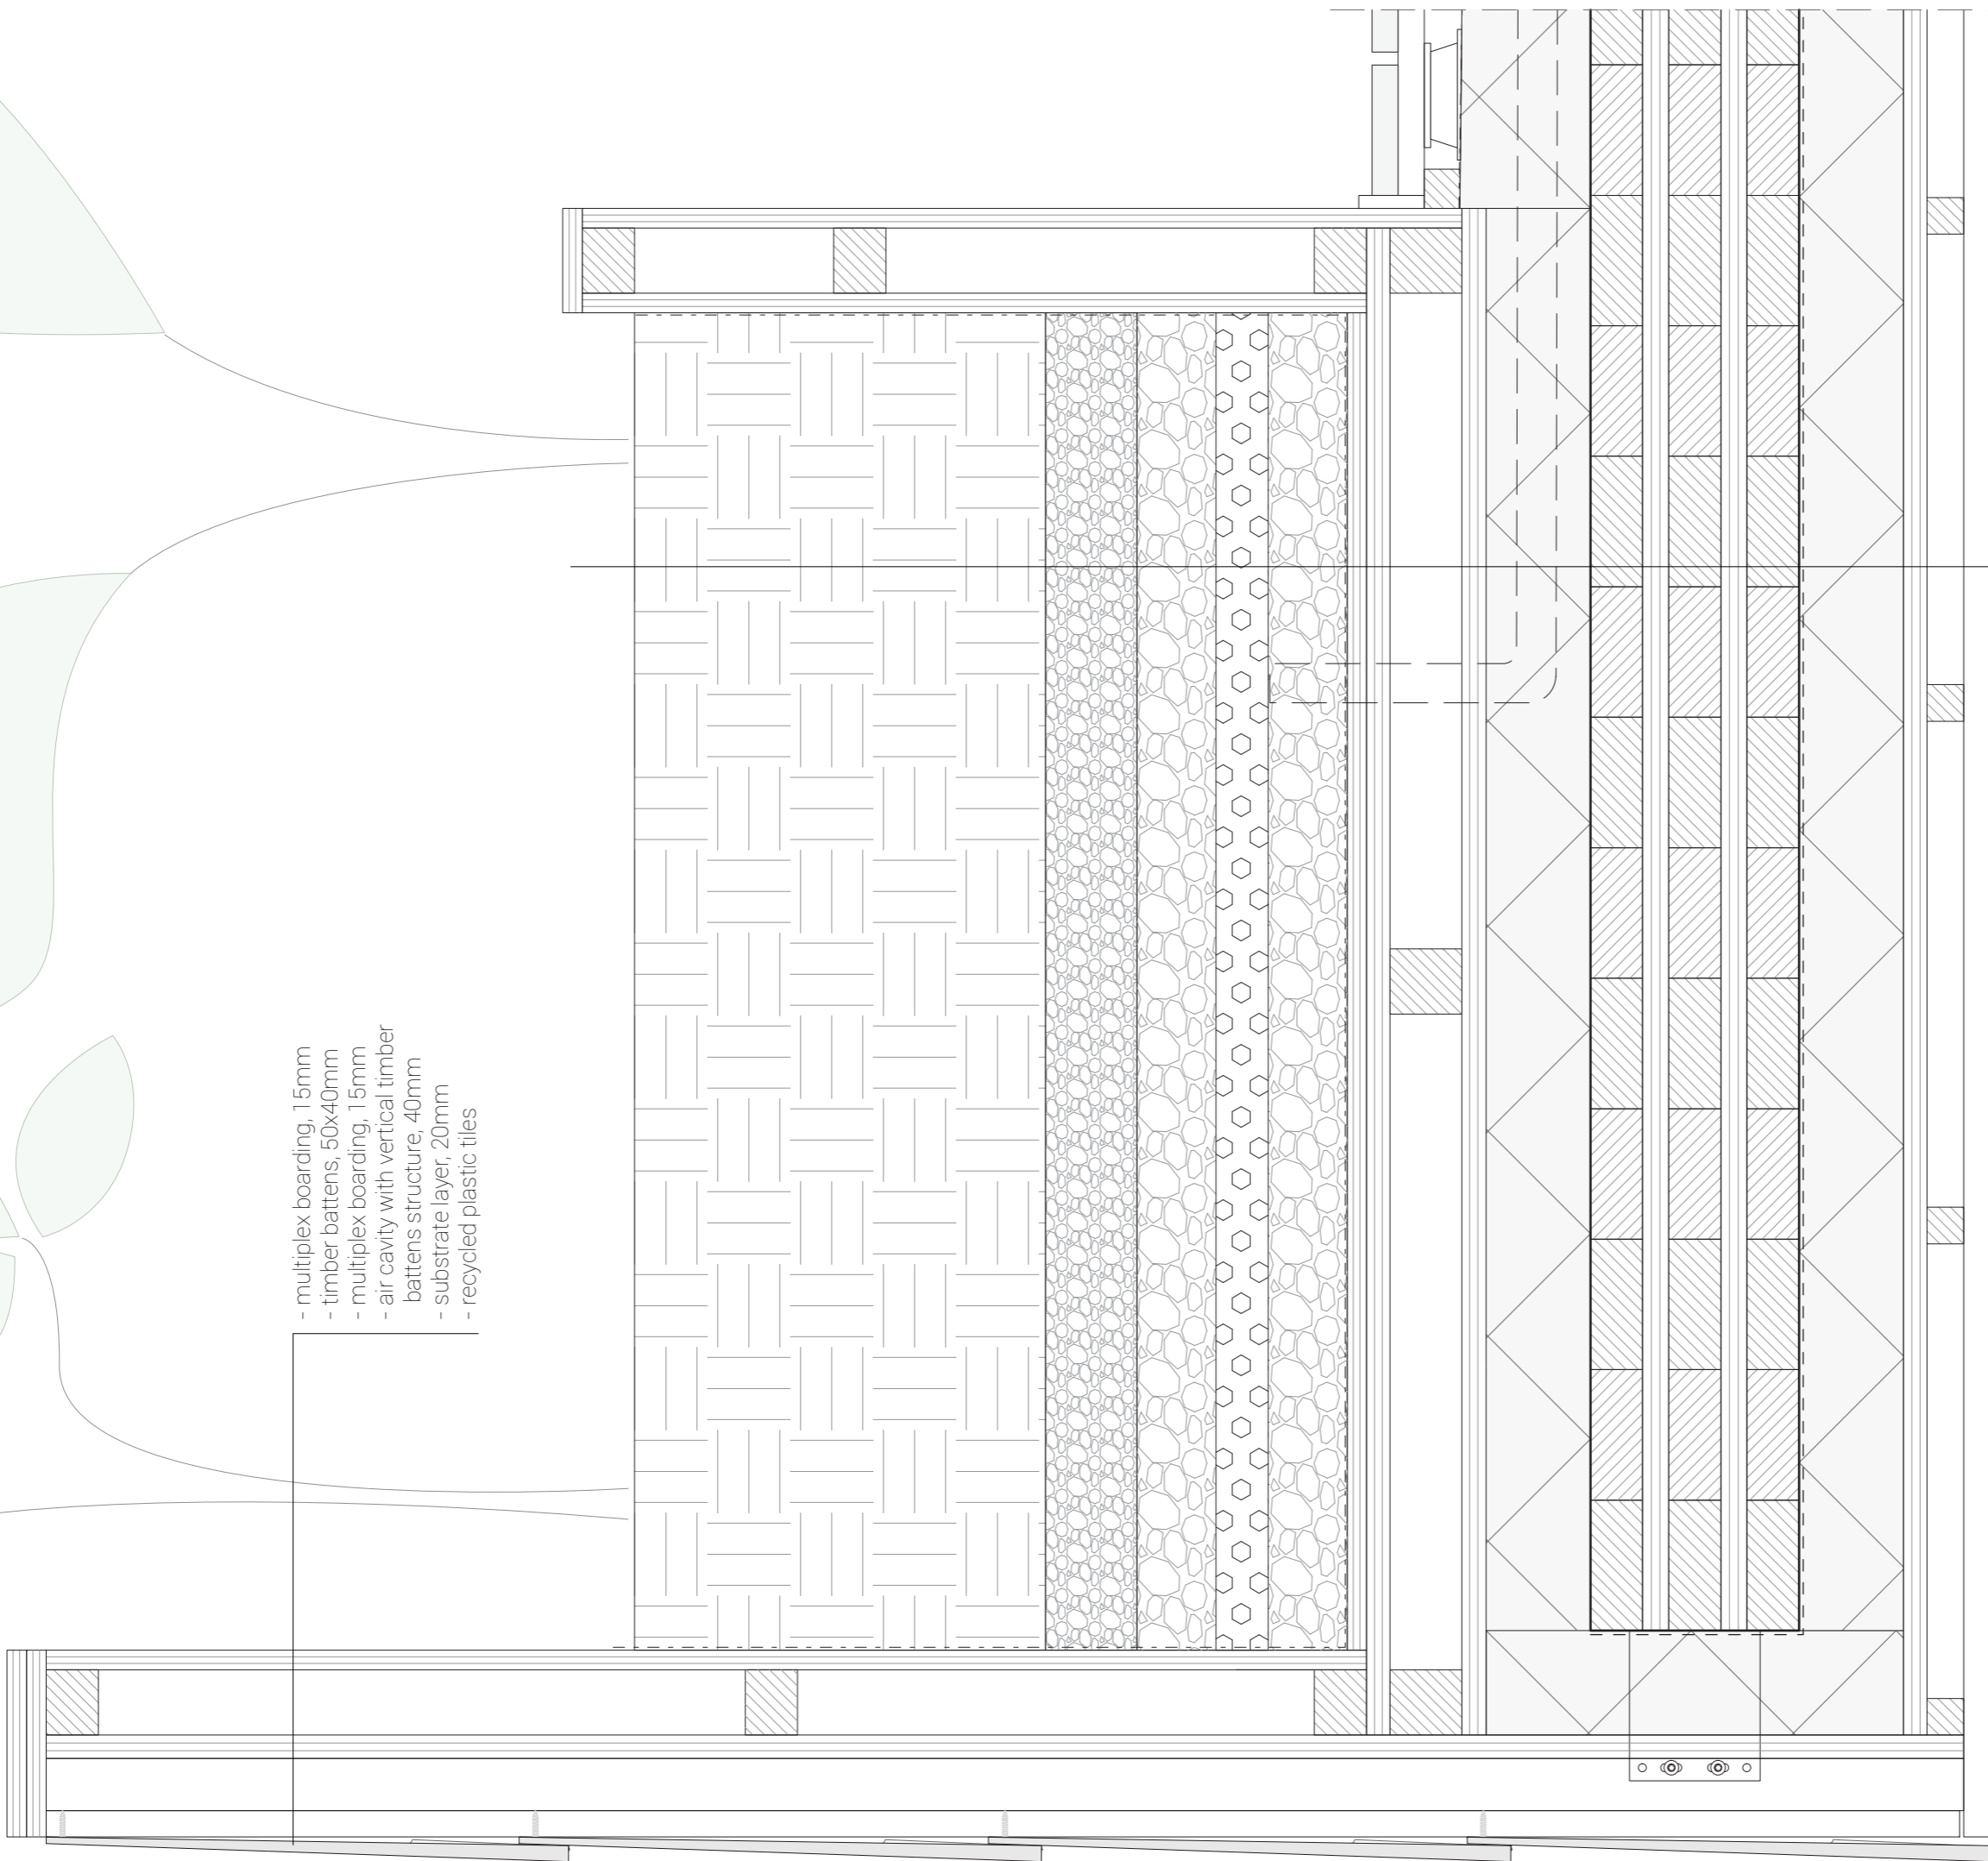 - multiplex boarding, 15mm
- timber battens, 50x40mm
- multiplex boarding, 15mm
- air cavity with vertical timber
battens structure, 40mm
- substrate layer, 20mm
- recycled plastic tiles